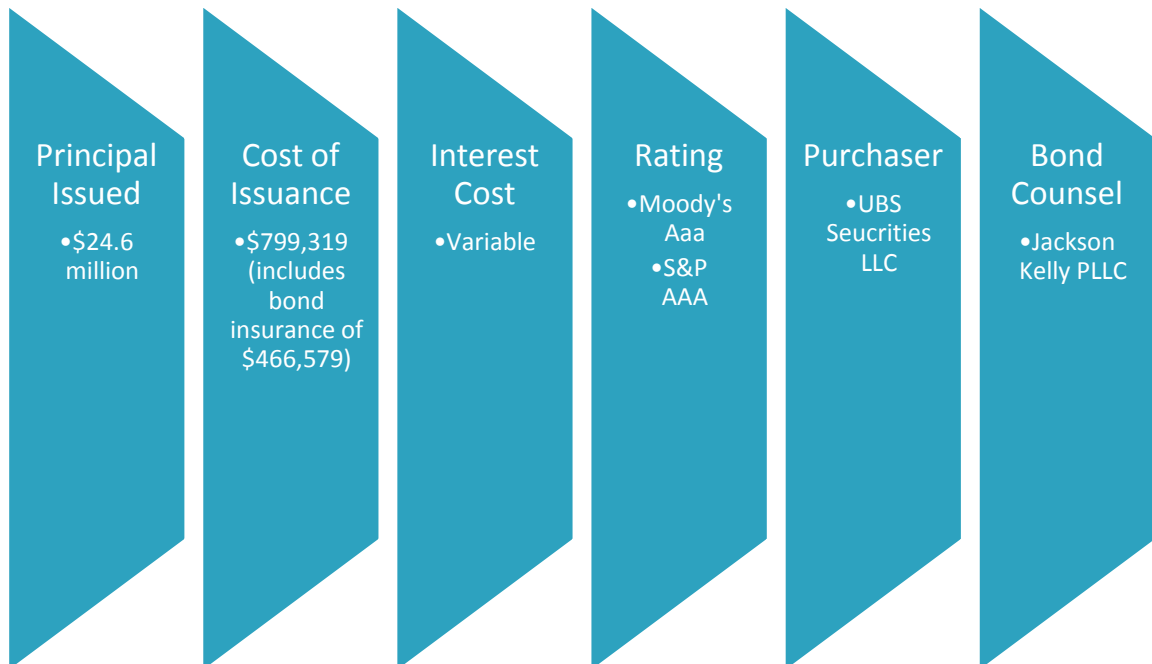 Principal
Issued
•$24.6
million
Cost of
Issuance
•$799,319
(includes
bond
insurance of
$466,579)
Interest
Cost
•Variable
Rating
•Moody's
Aaa
•S&P
AAA
Purchaser
•UBS
Seucrities
LLC
Bond
Counsel
•Jackson
Kelly PLLC